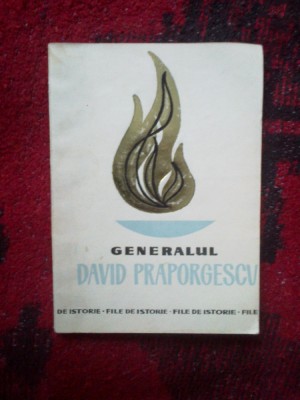 GENERALUL
DAVID PRAPORGESCU
DE ISTORIE • FILE DE ISTORIE • FILE DE ISTORIE • FILE